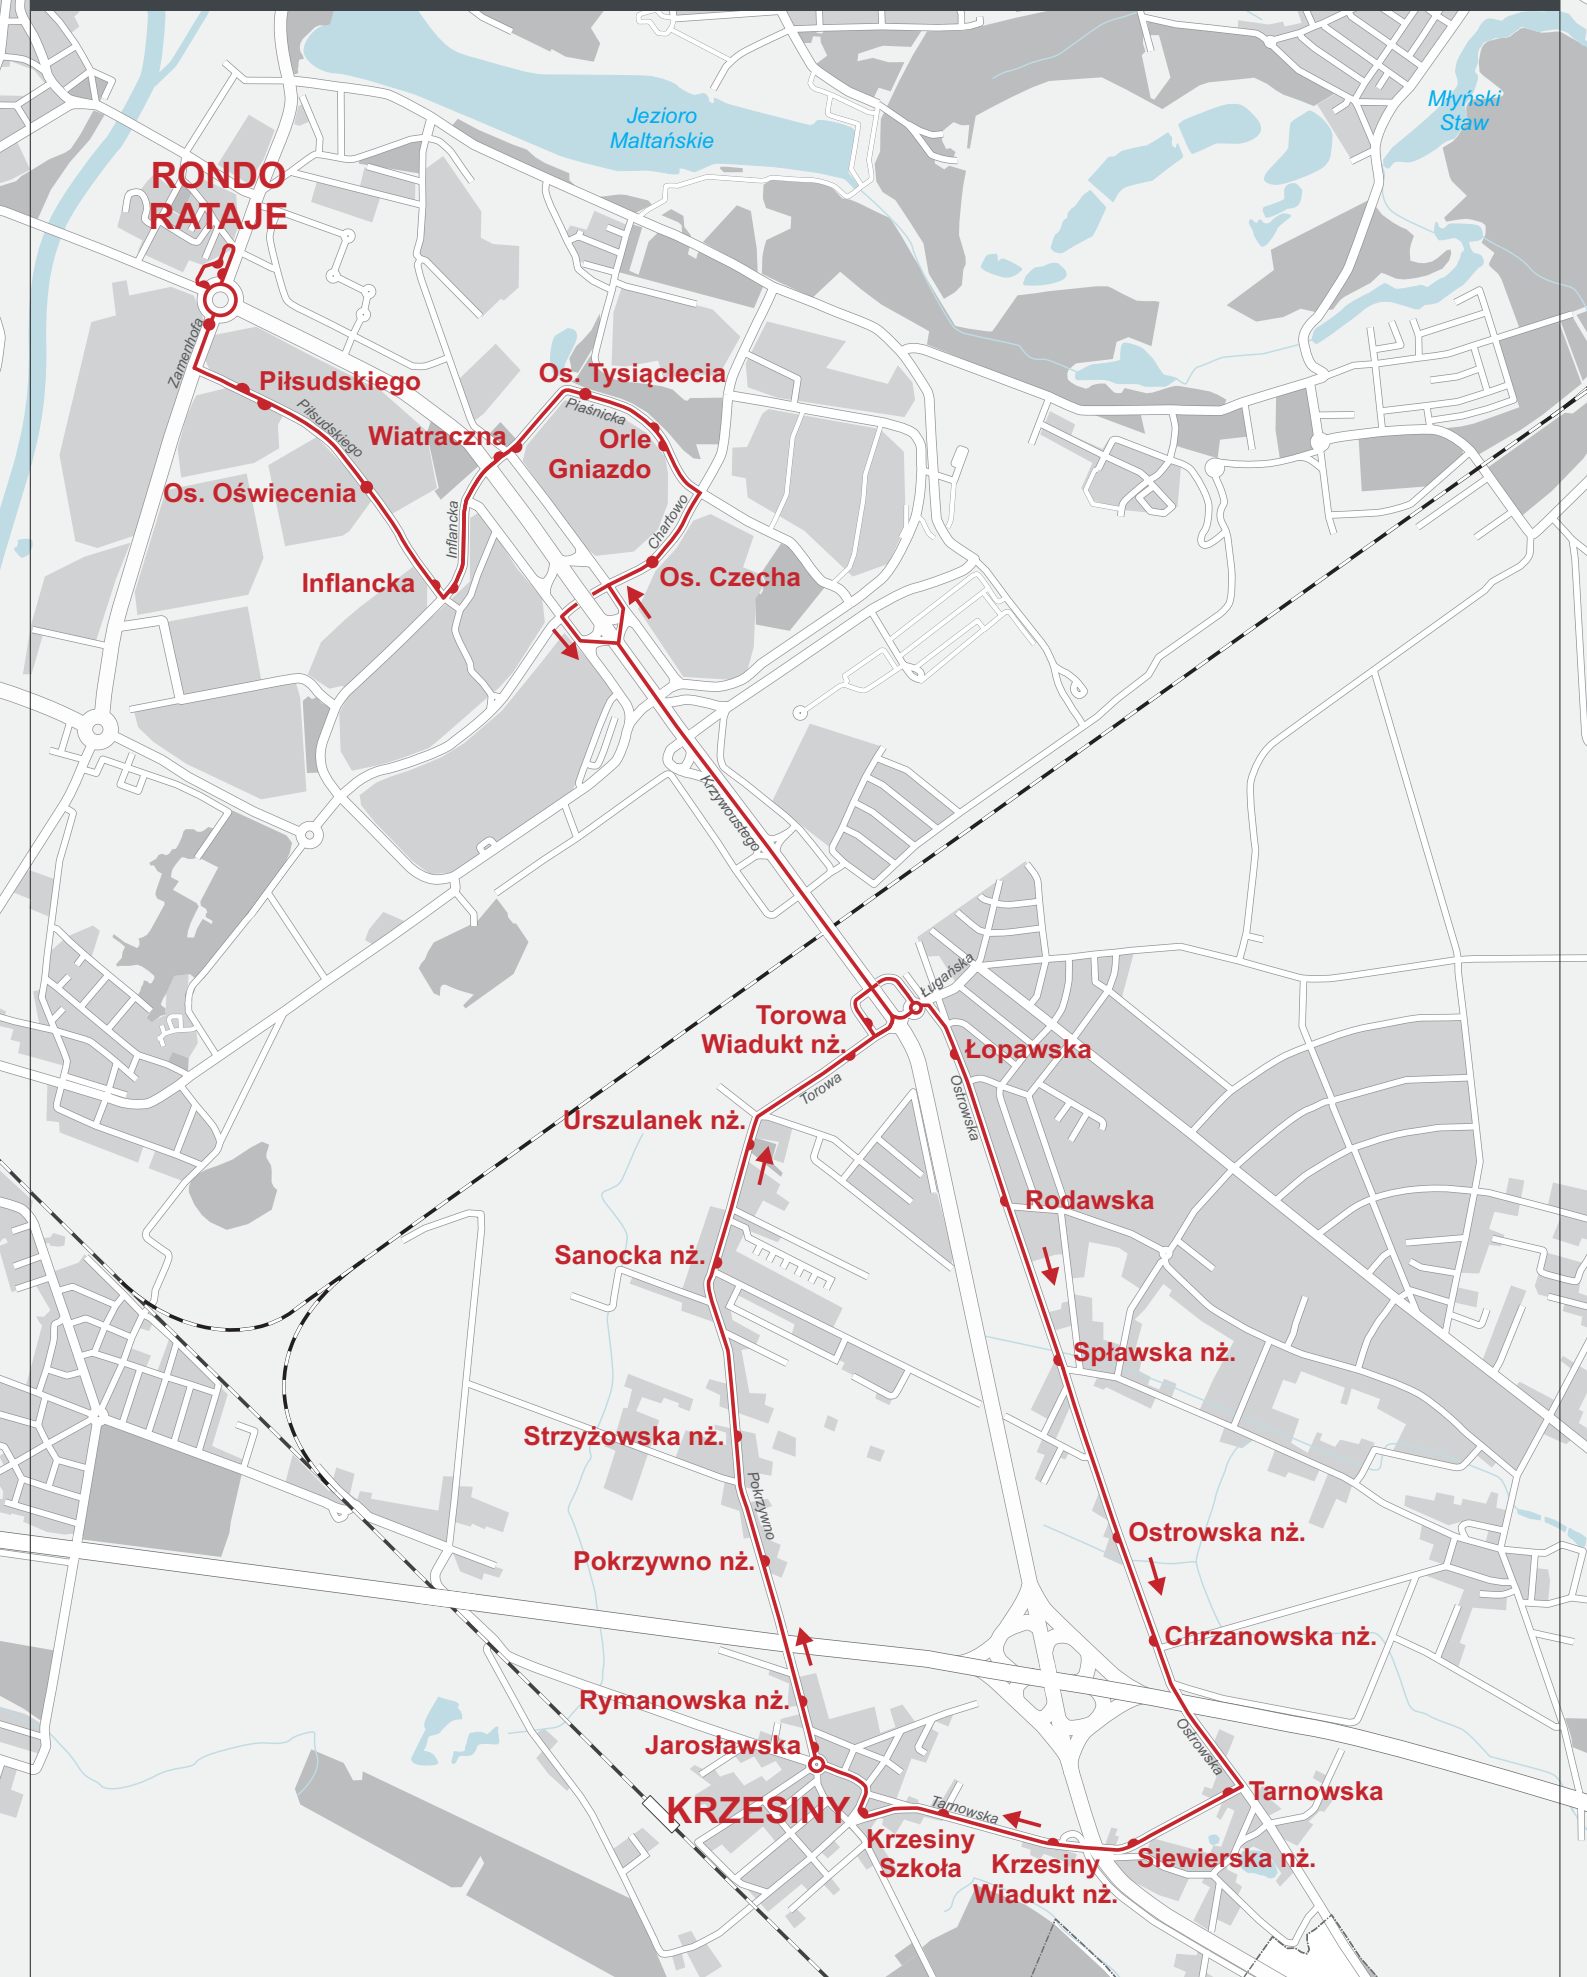 Jezioro
Maltańskie
Młyński
Staw
RONDO
RATAJE
Zamenhofa
Piłsudskiego
Piłsudskiego
Os. Tysiąclecia
Piaśnicka
Wiatraczna
Orle
Gniazdo
Os. Oświecenia
Inflancka
Chartowo
Inflancka
Os. Czecha
Krzywoustego
Ługańska
Torowa
Wiadukt nż.
Łopawska
Torowa
Ostrowska
Urszulanek nż.
Rodawska
Sanocka nż.
Spławska nż.
Strzyżowska nż.
Pokrzywno
Ostrowska nż.
Pokrzywno nż.
Chrzanowska nż.
Rymanowska nż.
Ostrowska
Jarosławska
Tarnowska
KRZESINY
Tarnowska
Krzesiny
Szkoła
Krzesiny
Wiadukt nż.
Siewierska nż.